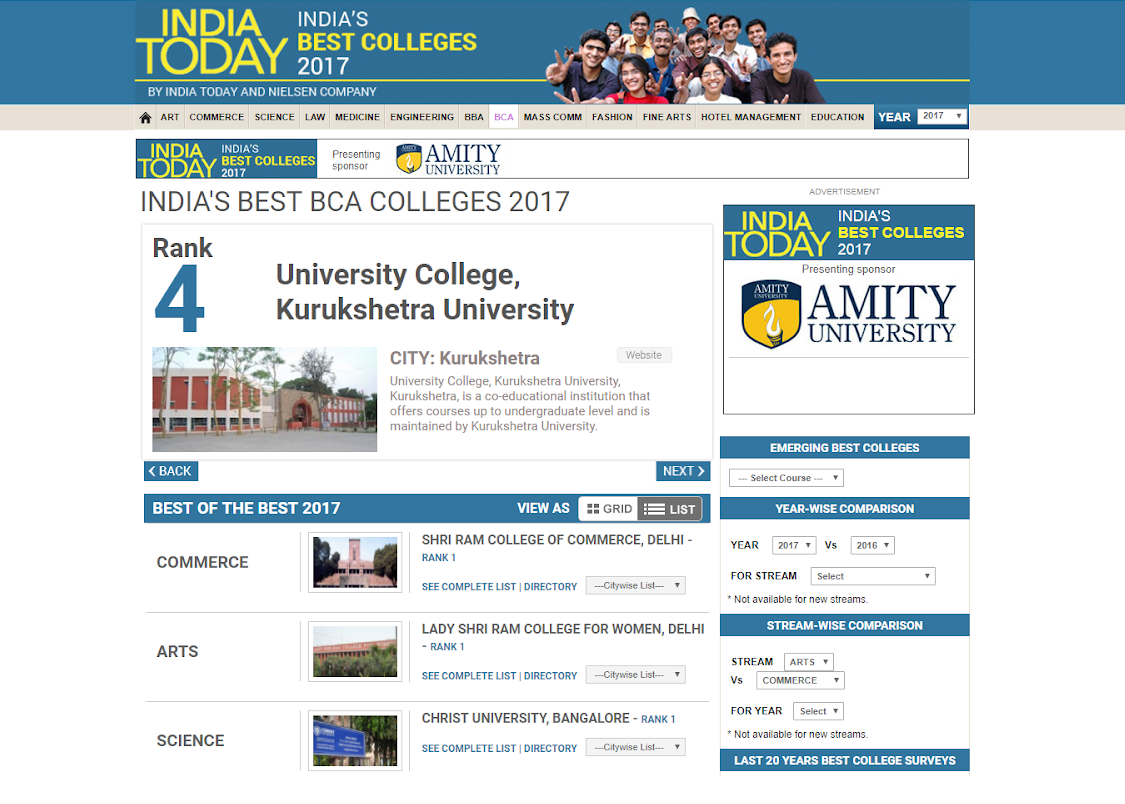 INDIA
TODAY
INDIA'S
BEST COLLEGES
2017
BY INDIA TODAY AND NIELSEN COMPANY
ART COMMERCE SCIENCE LAW MEDICINE ENGINEERING BBA BCA MASS COMM FASHION FINE ARTS HOTEL MANAGEMENT EDUCATION YEAR 2017
INDIA
TODAY
INDIA'S
BEST COLLEGES
2017
Presenting
sponsor
AMITY
UNIVERSITY
INDIA'S BEST BCA COLLEGES 2017
Rank
4
University College,
Kurukshetra University
CITY: Kurukshetra
Website
University College, Kurukshetra University,
Kurukshetra, is a co-educational institution that
offers courses up to undergraduate level and is
maintained by Kurukshetra University.
BACK
NEXT
BEST OF THE BEST 2017
VIEW AS GRID LIST
COMMERCE
SHRI RAM COLLEGE OF COMMERCE, DELHI -
RANK 1
SEE COMPLETE LIST | DIRECTORY ---Citywise List---
ARTS
LADY SHRI RAM COLLEGE FOR WOMEN, DELHI
- RANK 1
SEE COMPLETE LIST | DIRECTORY ---Citywise List---
SCIENCE
CHRIST UNIVERSITY, BANGALORE - RANK 1
SEE COMPLETE LIST | DIRECTORY ---Citywise List---
ADVERTISEMENT
INDIA
TODAY
INDIA'S
BEST COLLEGES
2017
Presenting sponsor
AMITY
UNIVERSITY
AMITY
UNIVERSITY
EMERGING BEST COLLEGES
--- Select Course ---
YEAR-WISE COMPARISON
YEAR 2017 Vs 2016
FOR STREAM Select
* Not available for new streams.
STREAM-WISE COMPARISON
STREAM ARTS
Vs COMMERCE
FOR YEAR Select
* Not available for new streams.
LAST 20 YEARS BEST COLLEGE SURVEYS